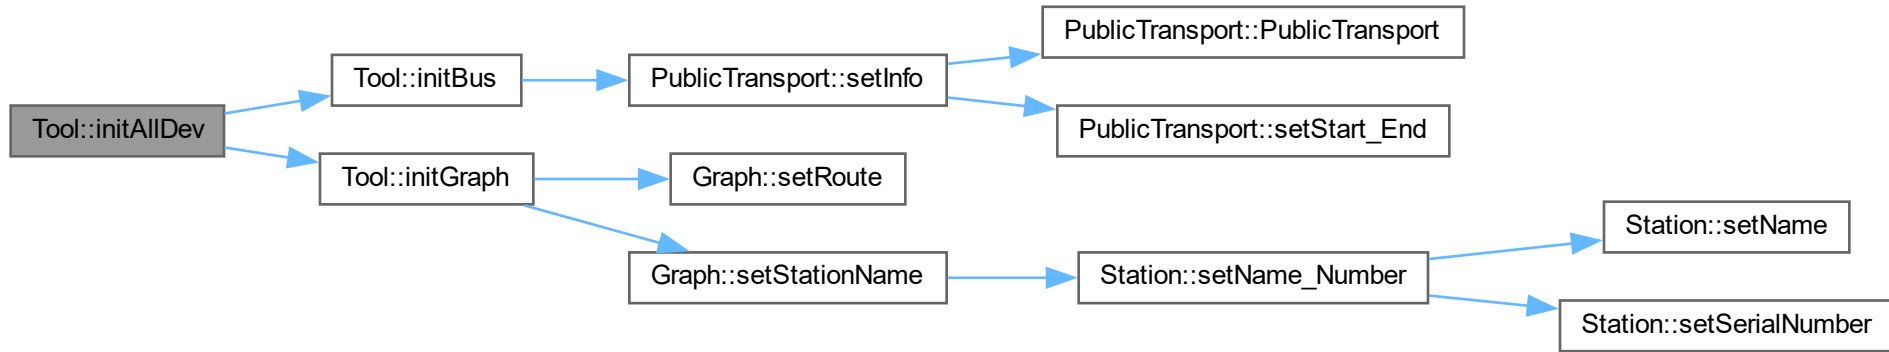 Tool::initAllDev
Tool::initBus
PublicTransport::setInfo
PublicTransport::PublicTransport
PublicTransport::setStart_End
Tool::initGraph
Graph::setRoute
Graph::setStationName
Station::setName_Number
Station::setName
Station::setSerialNumber